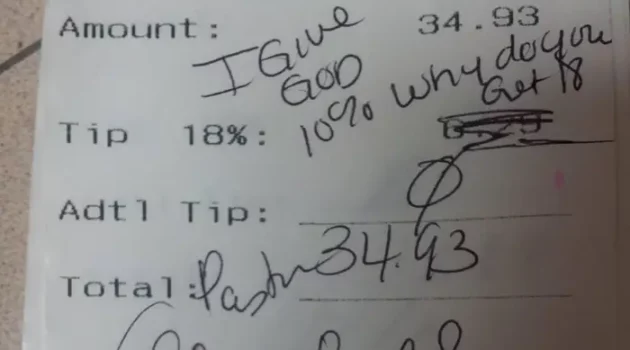 Amount: 34.93
I Give
GOD
10% why do you
Get 18
Tip 18%:
Adtl Tip: 0
Total: Pastor 34.93